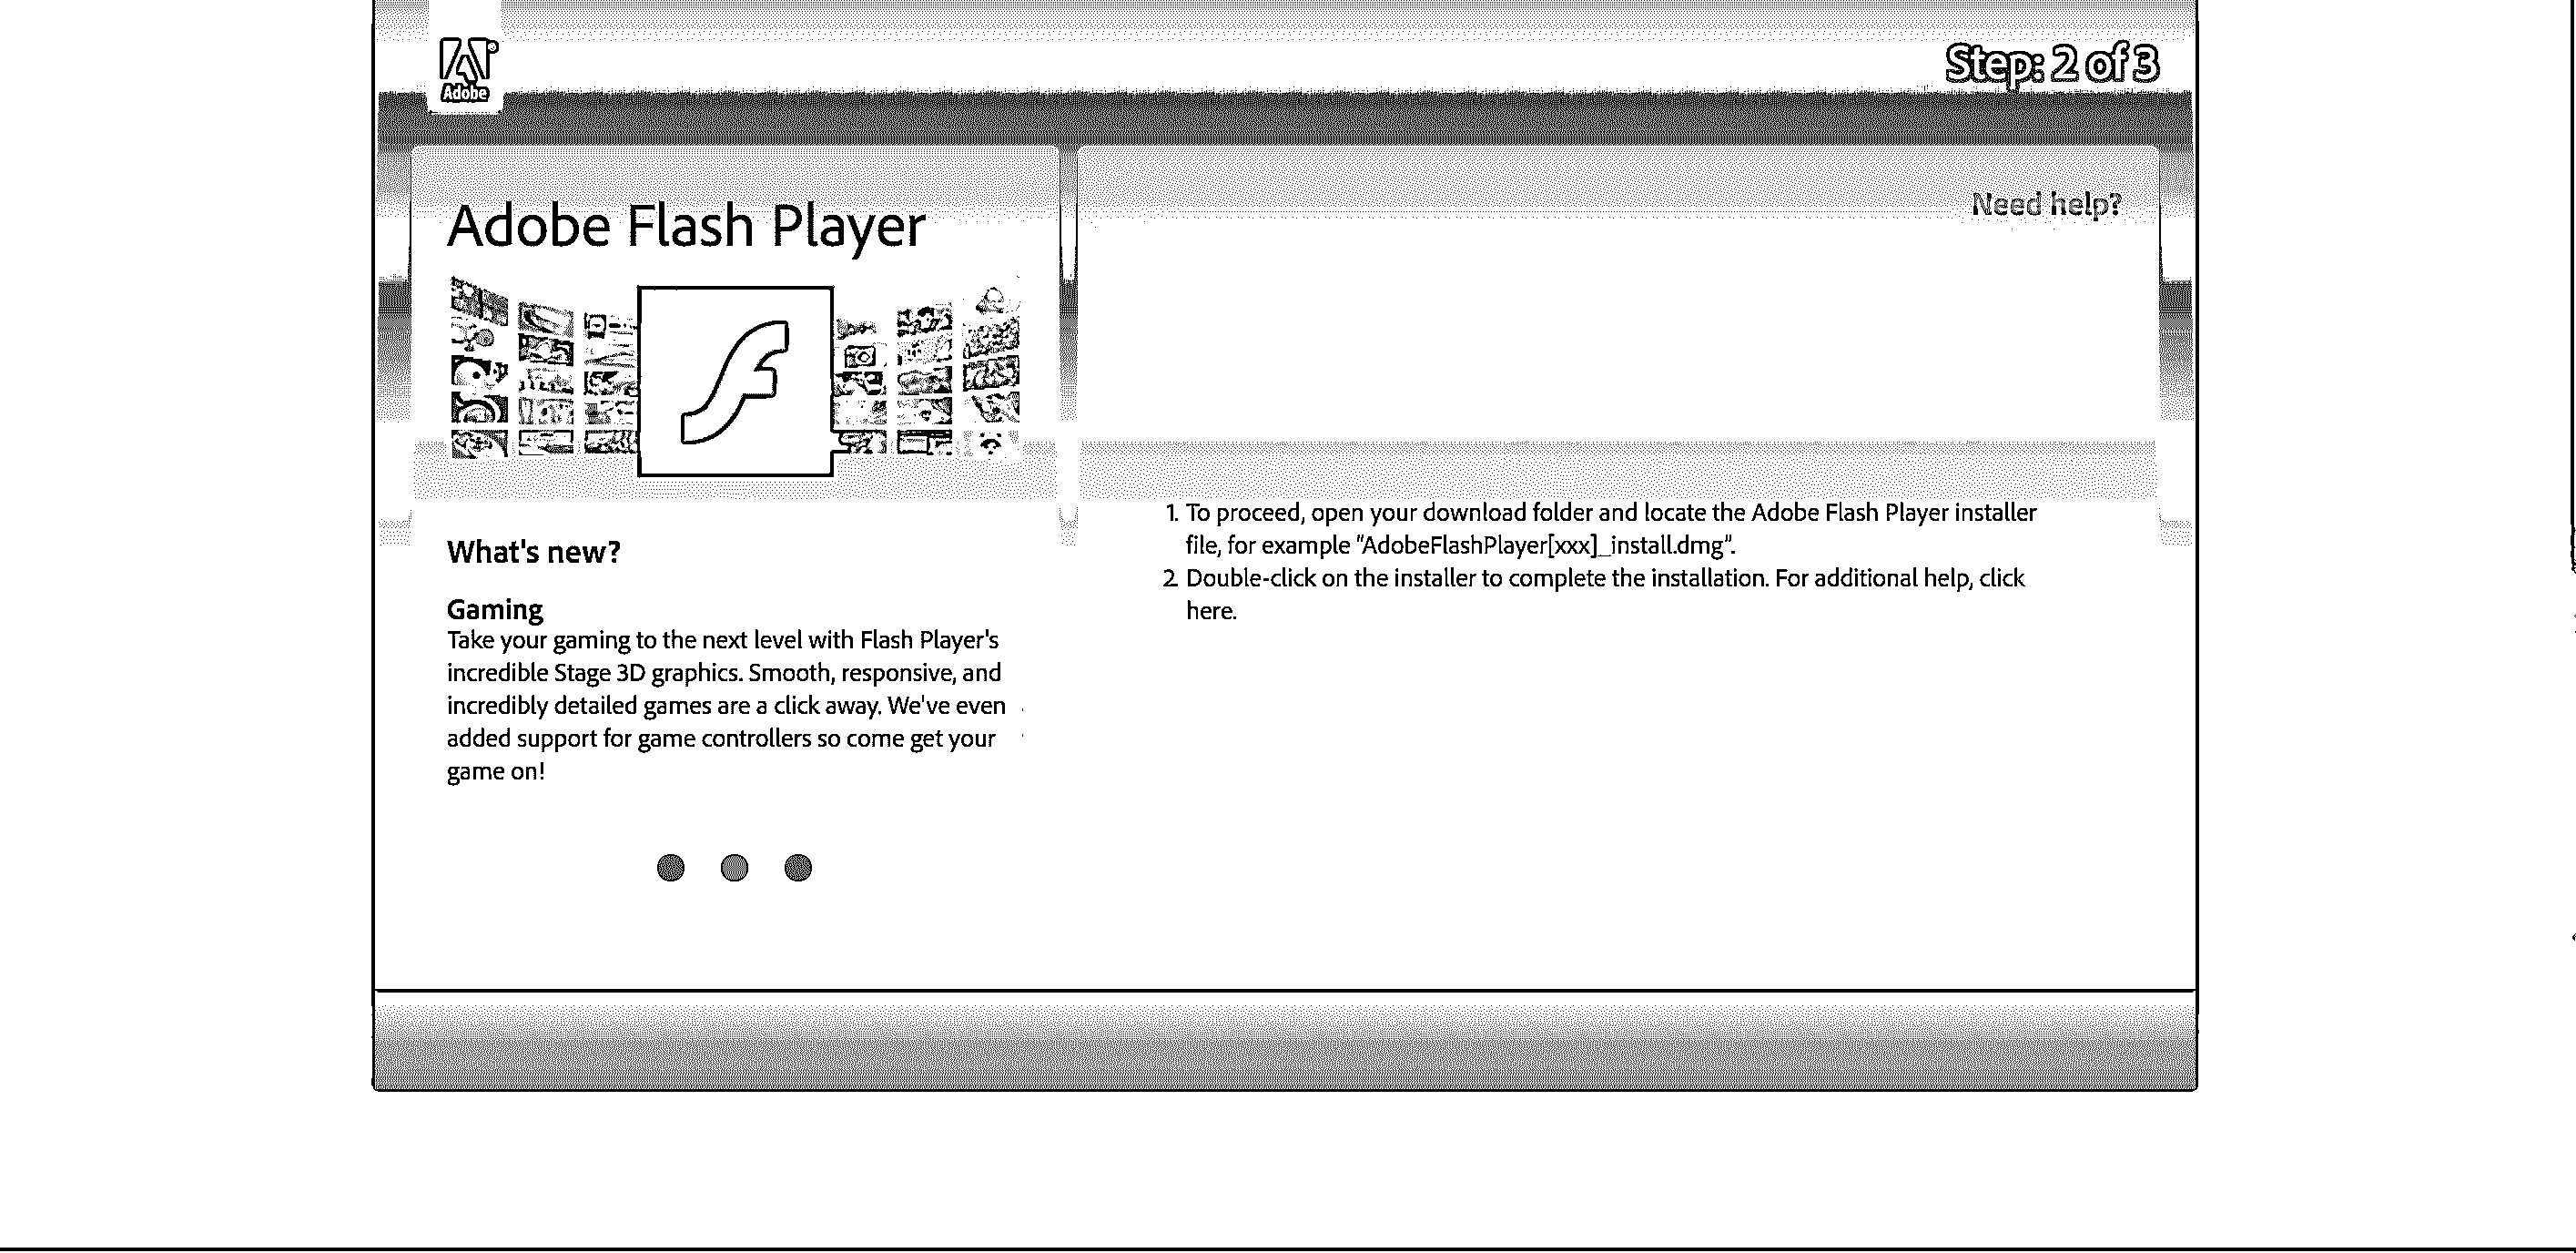 Adobe
Step: 2 of 3
Adobe Flash Player
What's new?
Gaming
Take your gaming to the next level with Flash Player's
incredible Stage 3D graphics. Smooth, responsive, and
incredibly detailed games are a click away. We've even
added support for game controllers so come get your
game on!
Need help?
1. To proceed, open your download folder and locate the Adobe Flash Player installer
file, for example "AdobeFlashPlayer[xxx]_install.dmg".
2. Double-click on the installer to complete the installation. For additional help, click
here.